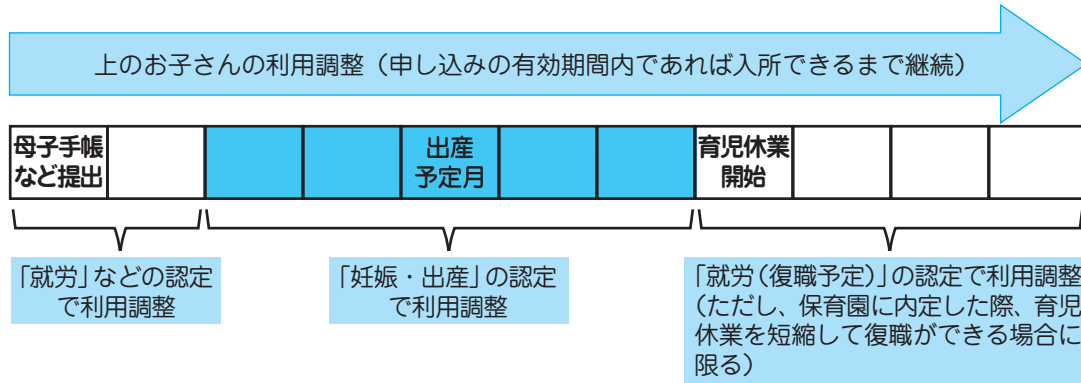 上のお子さんの利用調整（申し込みの有効期間内であれば入所できるまで継続）
母子手帳
など提出
出産
予定月
育児休業
開始
「就労」などの認定
で利用調整
「妊娠・出産」の認定
で利用調整
「就労（復職予定）」の認定で利用調整
（ただし、保育園に内定した際、育児
休業を短縮して復職ができる場合に
限る）